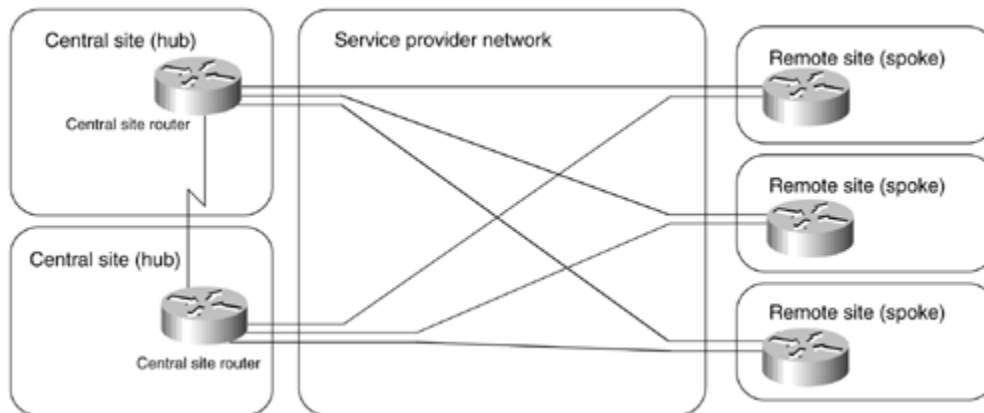 Central site (hub)
Central site router
Service provider network
Remote site (spoke)
Remote site (spoke)
Central site (hub)
Central site router
Remote site (spoke)